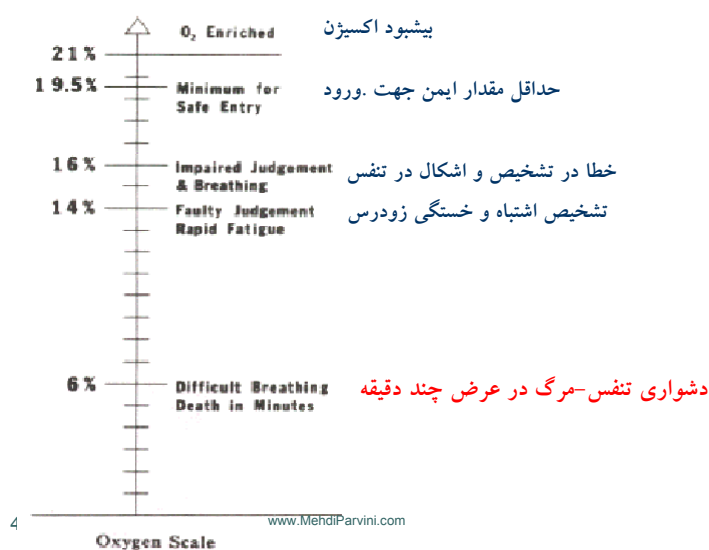 O2 Enriched
بیشبود اکسیژن
21%
19.5%
Minimum for
Safe Entry
حداقل مقدار ایمن جهت .ورود
16%
Impaired Judgement
& Breathing
خطا در تشخیص و اشکال در تنفس
14%
Faulty Judgement
Rapid Fatigue
تشخیص اشتباه و خستگی زودرس
6%
Difficult Breathing
Death in Minutes
دشواری تنفس-مرگ در عرض چند دقیقه
4
www.MehdiParvini.com
Oxygen Scale